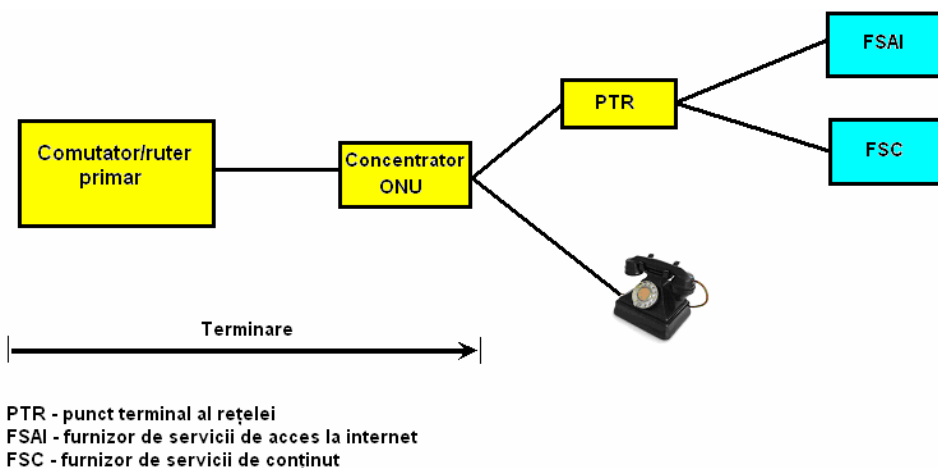 FSAI
PTR
Comutator/ruter
primar
Concentrator
ONU
FSC
Terminare
PTR - punct terminal al rețelei
FSAI - furnizor de servicii de acces la internet
FSC - furnizor de servicii de conținut